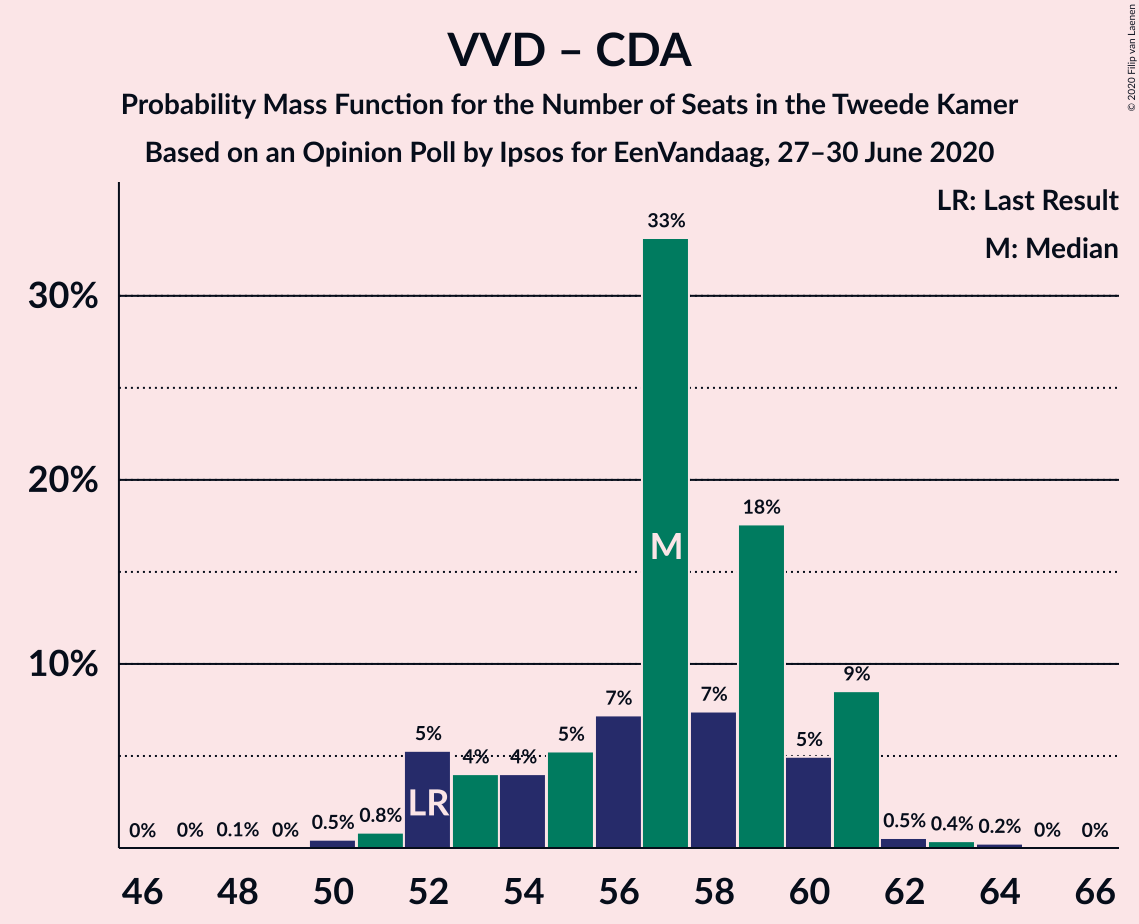 VVD – CDA
Probability Mass Function for the Number of Seats in the Tweede Kamer
Based on an Opinion Poll by Ipsos for EenVandaag, 27–30 June 2020
© 2020 Filip van Laenen
LR: Last Result
M: Median
30%
20%
10%
0% 0% 0.1% 0% 0.5% 0.8% 5% 4% 4% 5% 7% 33% 7% 18% 5% 9% 0.5% 0.4% 0.2% 0% 0%
LR
M
46 48 50 52 54 56 58 60 62 64 66